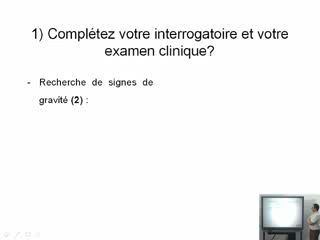 1) Complétez votre interrogatoire et votre
examen clinique?
- Recherche de signes de
gravité (2) :